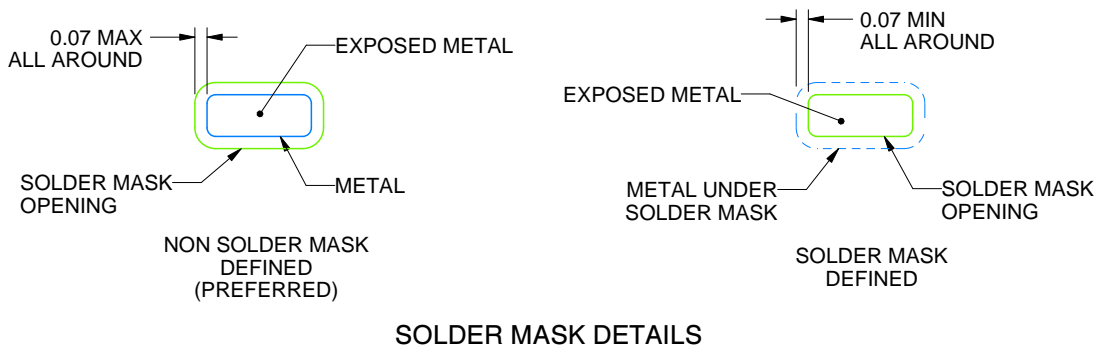 0.07 MAX
ALL AROUND
EXPOSED METAL
SOLDER MASK
OPENING
METAL
NON SOLDER MASK
DEFINED
(PREFERRED)
0.07 MIN
ALL AROUND
EXPOSED METAL
METAL UNDER
SOLDER MASK
SOLDER MASK
OPENING
SOLDER MASK
DEFINED
SOLDER MASK DETAILS